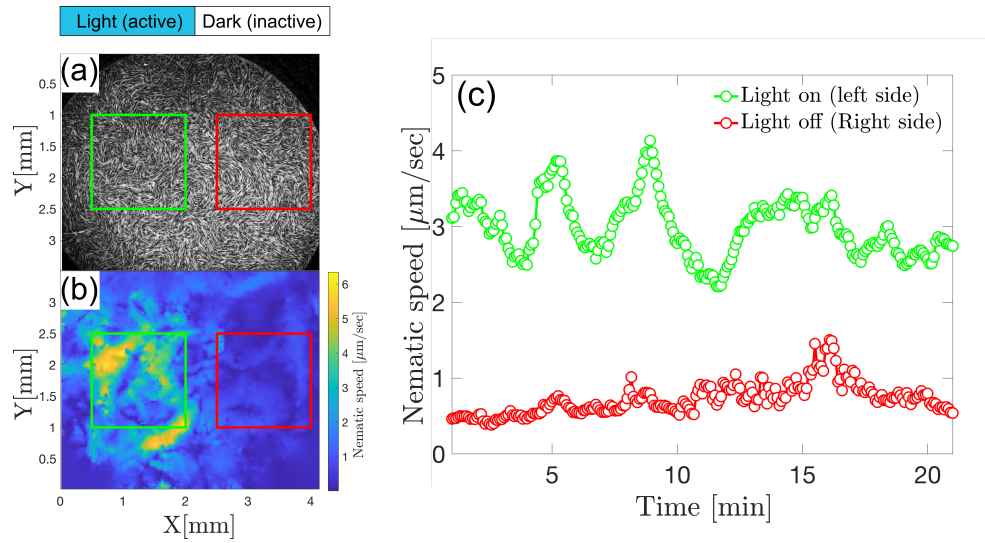 Light (active) Dark (inactive)
(a)
0.5
1
1.5
2
2.5
3
Y[mm]
(b)
3
2.5
2
1.5
1
0.5
Y[mm]
0 1 2 3 4
X[mm]
6
5
4
3
2
1
Nematic speed [μm/sec]
(c)
Light on (left side)
Light off (Right side)
5
4
3
2
1
0
Nematic speed [μm/sec]
5 10 15 20
Time [min]